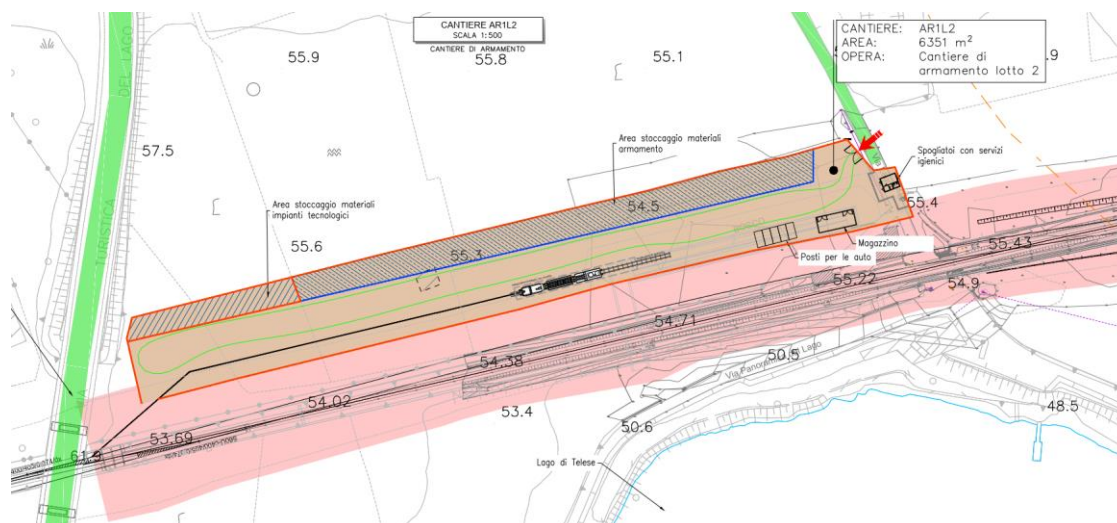 CANTIERE AR1L2
SCALA 1:500
CANTIERE DI ARMAMENTO
CANTIERE: AR1L2
AREA: 6351 m²
OPERA: Cantiere di
armamento lotto 2
55.9
55.8
55.1
DEL LAGO
57.5
TURISTICA
VIA
Area stoccaggio materiali
armamento
Spogliatoi con servizi
igienici
Area stoccaggio materiali
impianti tecnologici
54.5
55.4
55.6
55.3
Magazzino
Posti per le auto
55.43
55.22
54.9
54.71
54.38
50.5
54.02
53.4
50.6
48.5
53.69
61.9
Lago di Telese